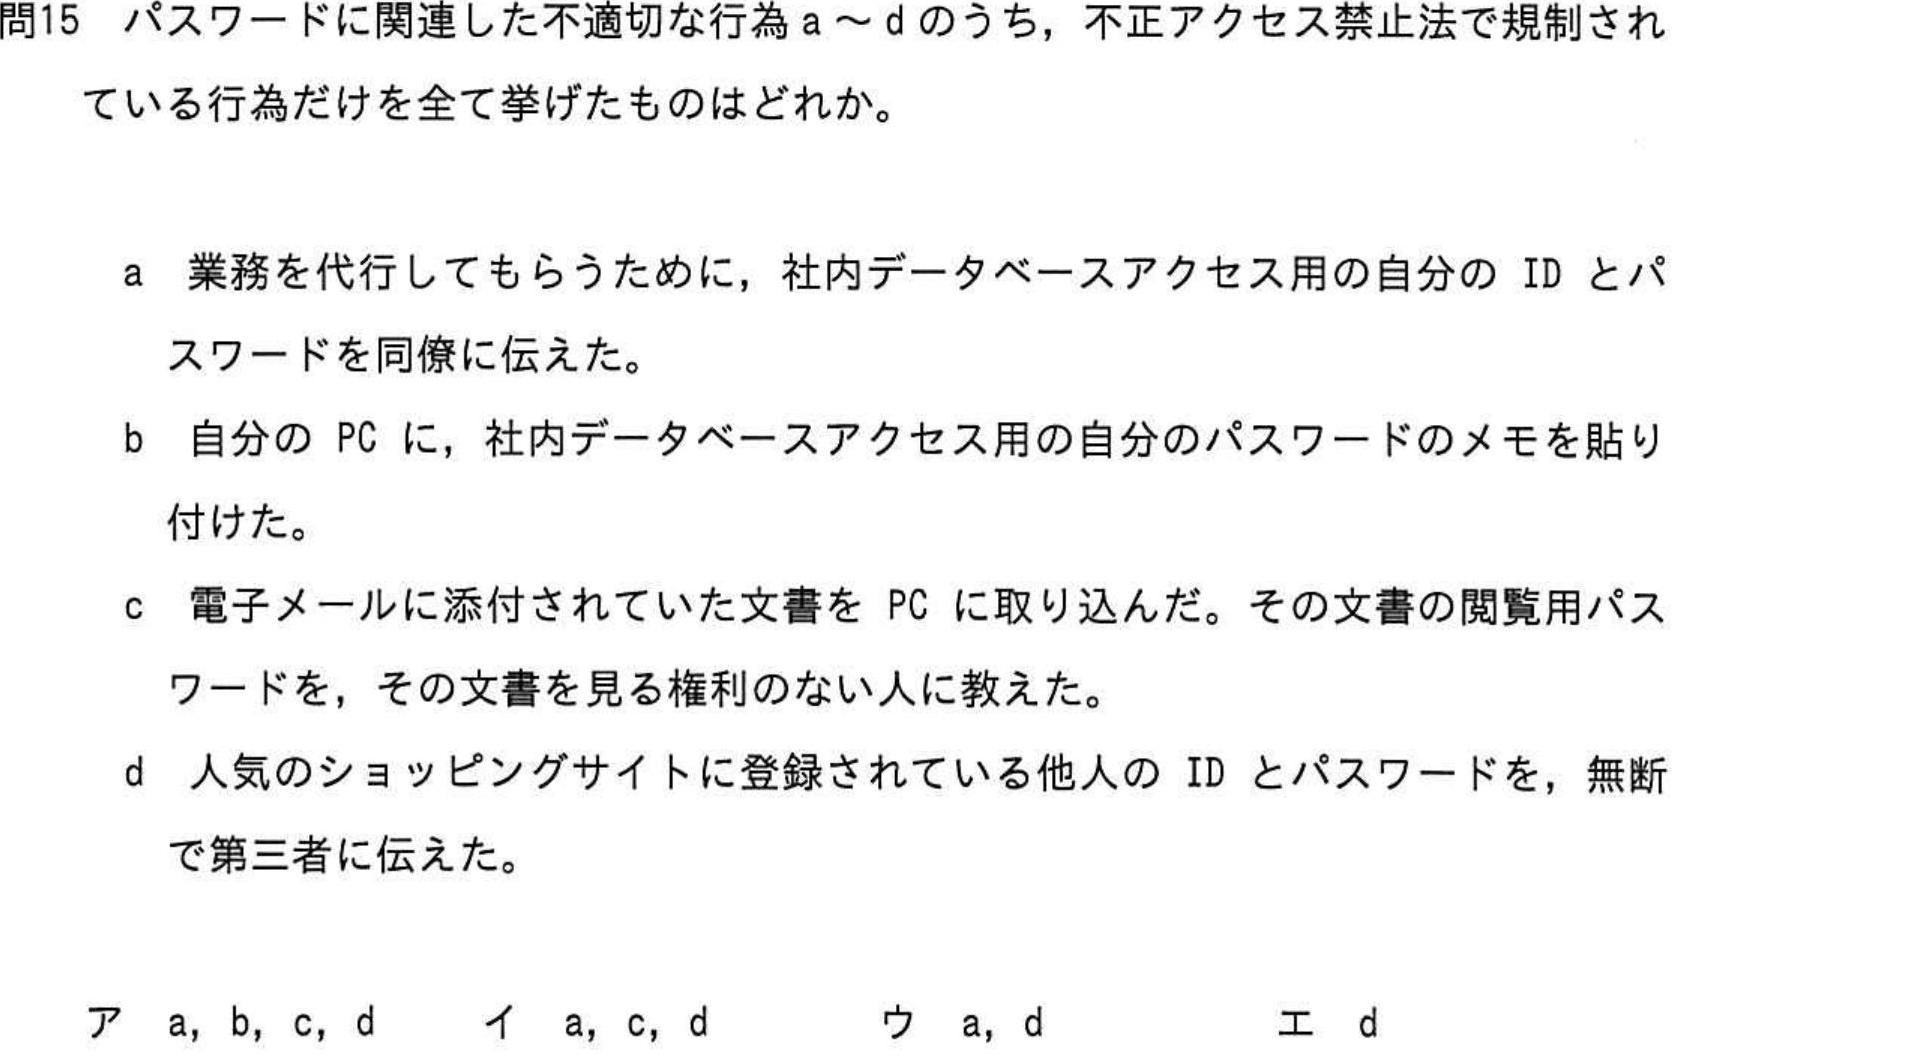 問15 パスワードに関連した不適切な行為a～dのうち，不正アクセス禁止法で規制され
ている行為だけを全て挙げたものはどれか。
a 業務を代行してもらうために，社内データベースアクセス用の自分の ID とパ
スワードを同僚に伝えた。
b 自分の PC に，社内データベースアクセス用の自分のパスワードのメモを貼り
付けた。
c 電子メールに添付されていた文書を PC に取り込んだ。その文書の閲覧用パス
ワードを，その文書を見る権利のない人に教えた。
d 人気のショッピングサイトに登録されている他人の ID とパスワードを，無断
で第三者に伝えた。
ア a, b, c, d イ a, c, d ウ a, d エ d